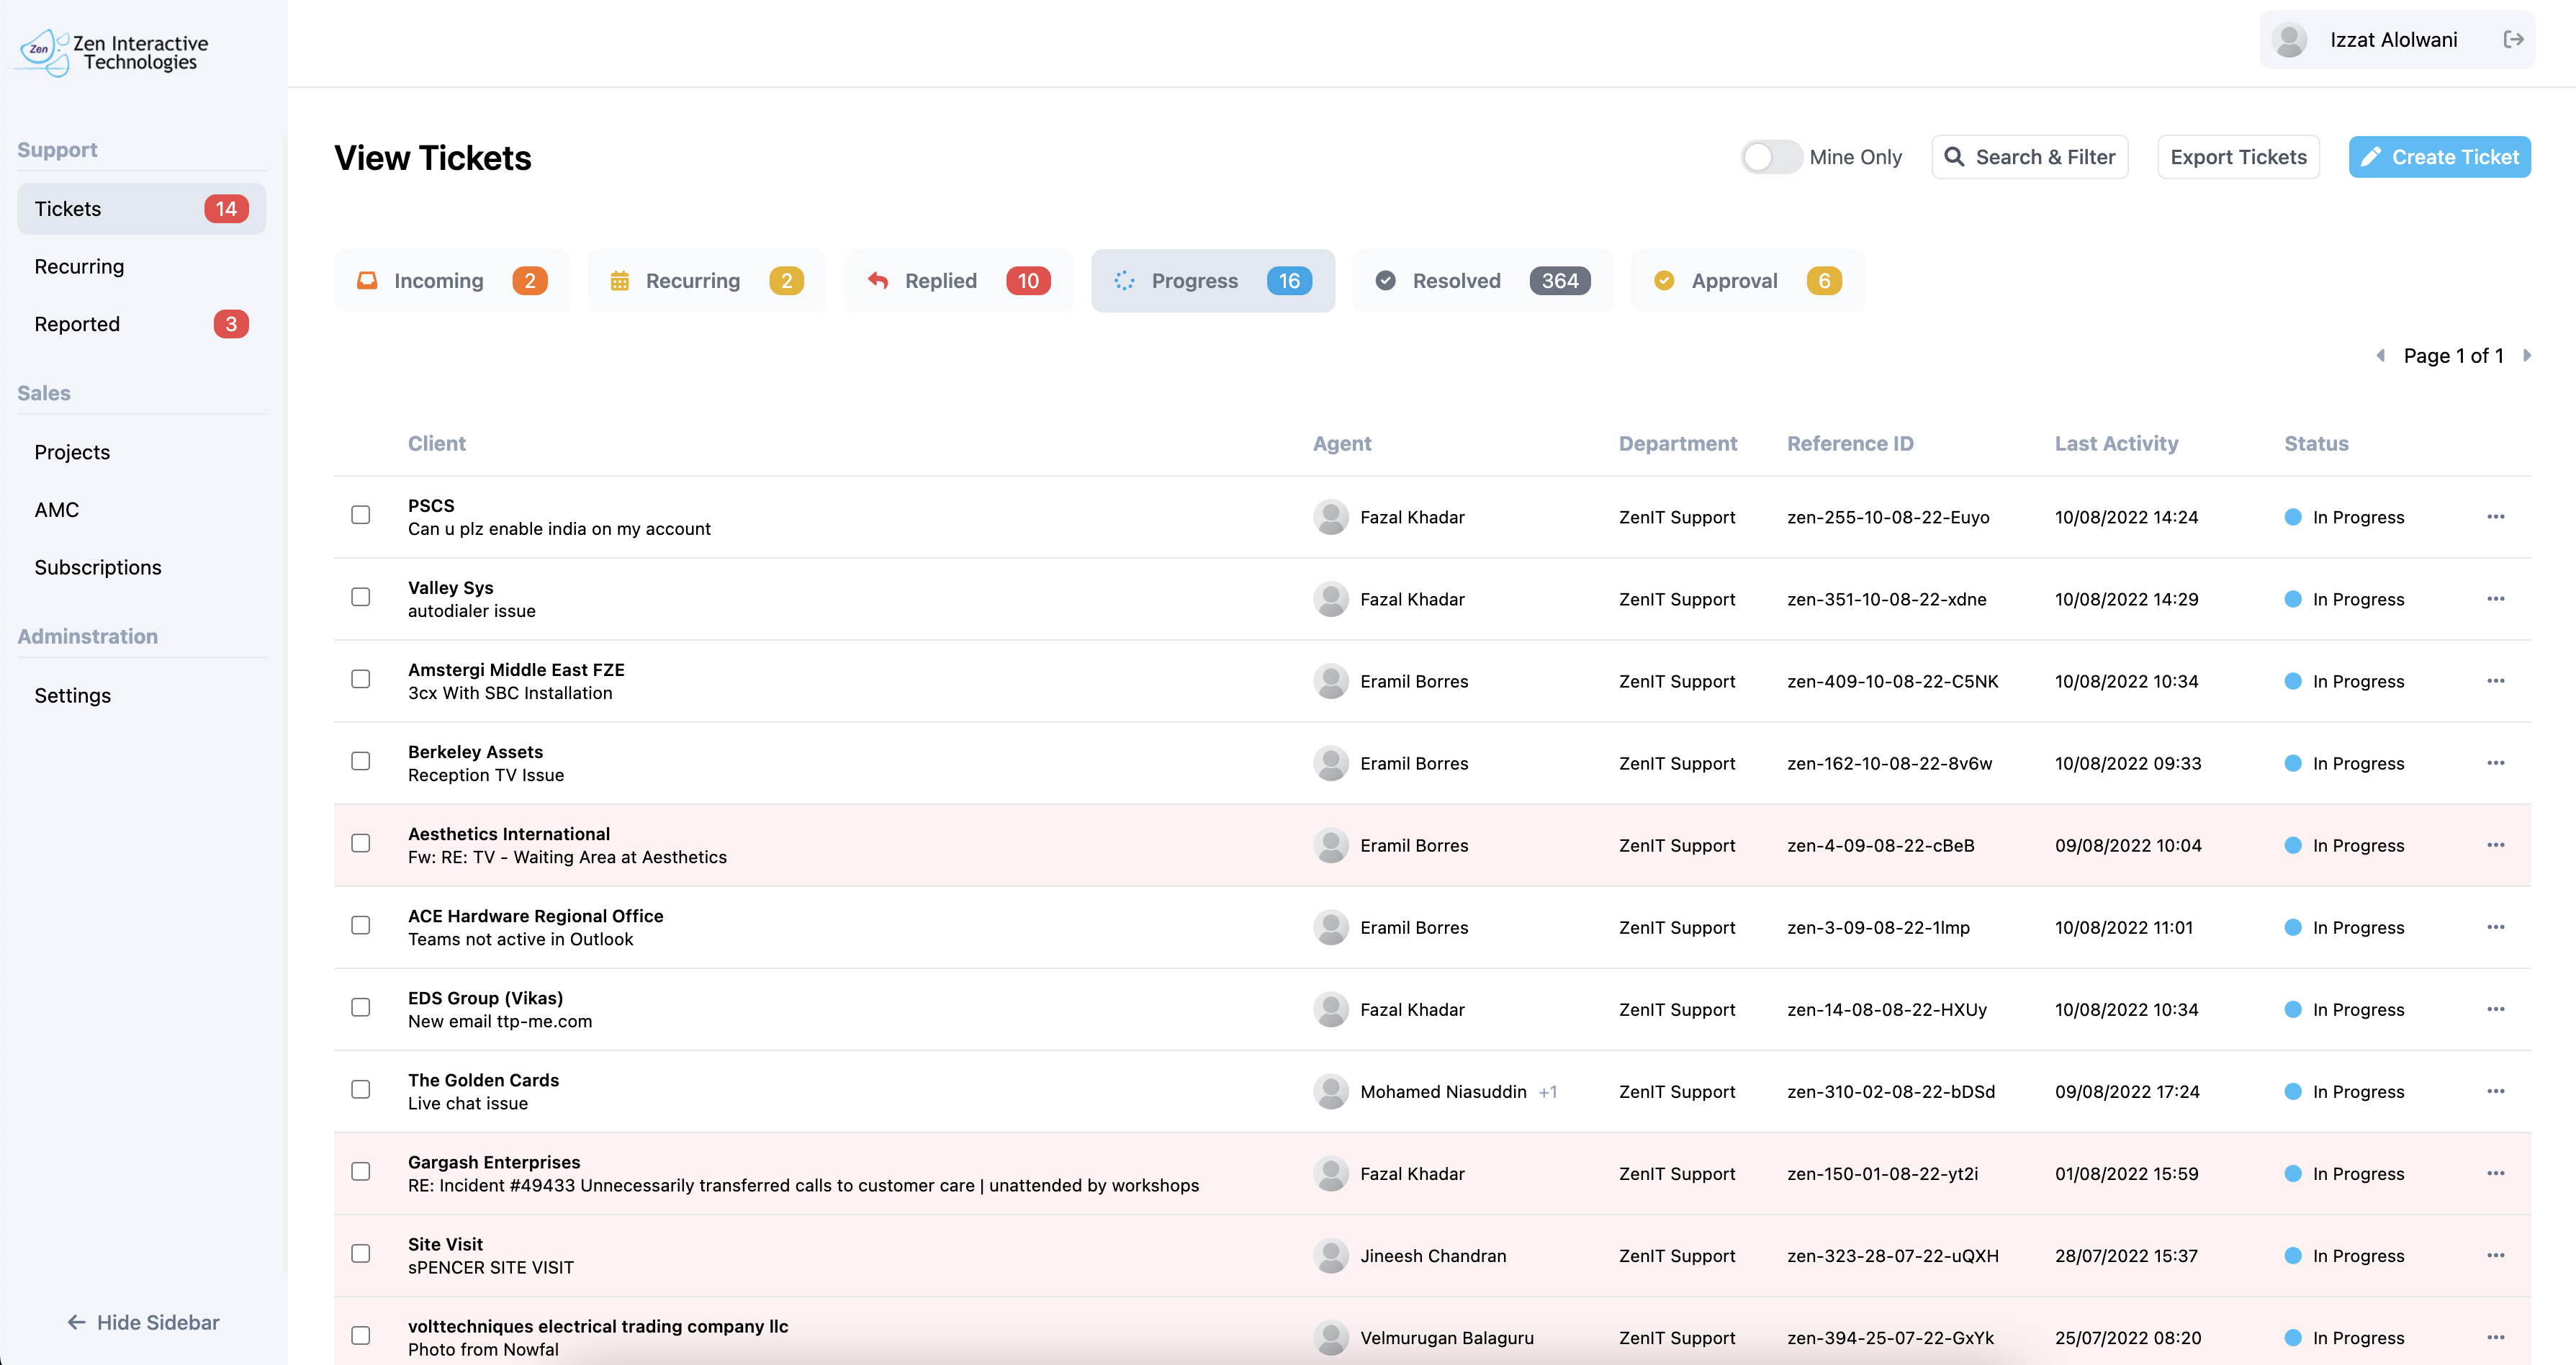 Zen
Zen Interactive
Technologies
Izzat Alolwani
Support
Tickets 14
Recurring
Reported 3
Sales
Projects
AMC
Subscriptions
Adminstration
Settings
Hide Sidebar
View Tickets
Mine Only
Search & Filter
Export Tickets
Create Ticket
Incoming 2
Recurring 2
Replied 10
Progress 16
Resolved 364
Approval 6
Page 1 of 1
Client Agent Department Reference ID Last Activity Status
PSCS
Can u plz enable india on my account
Fazal Khadar ZenIT Support zen-255-10-08-22-Euyo 10/08/2022 14:24 In Progress
Valley Sys
autodialer issue
Fazal Khadar ZenIT Support zen-351-10-08-22-xdne 10/08/2022 14:29 In Progress
Amstergi Middle East FZE
3cx With SBC Installation
Eramil Borres ZenIT Support zen-409-10-08-22-C5NK 10/08/2022 10:34 In Progress
Berkeley Assets
Reception TV Issue
Eramil Borres ZenIT Support zen-162-10-08-22-8v6w 10/08/2022 09:33 In Progress
Aesthetics International
Fw: RE: TV - Waiting Area at Aesthetics
Eramil Borres ZenIT Support zen-4-09-08-22-cBeB 09/08/2022 10:04 In Progress
ACE Hardware Regional Office
Teams not active in Outlook
Eramil Borres ZenIT Support zen-3-09-08-22-1lmp 10/08/2022 11:01 In Progress
EDS Group (Vikas)
New email ttp-me.com
Fazal Khadar ZenIT Support zen-14-08-08-22-HXUy 10/08/2022 10:34 In Progress
The Golden Cards
Live chat issue
Mohamed Niasuddin +1 ZenIT Support zen-310-02-08-22-bDSd 09/08/2022 17:24 In Progress
Gargash Enterprises
RE: Incident #49433 Unnecessarily transferred calls to customer care | unattended by workshops
Fazal Khadar ZenIT Support zen-150-01-08-22-yt2i 01/08/2022 15:59 In Progress
Site Visit
sPENCER SITE VISIT
Jineesh Chandran ZenIT Support zen-323-28-07-22-uQXH 28/07/2022 15:37 In Progress
volttechniques electrical trading company llc
Photo from Nowfal
Velmurugan Balaguru ZenIT Support zen-394-25-07-22-GxYk 25/07/2022 08:20 In Progress